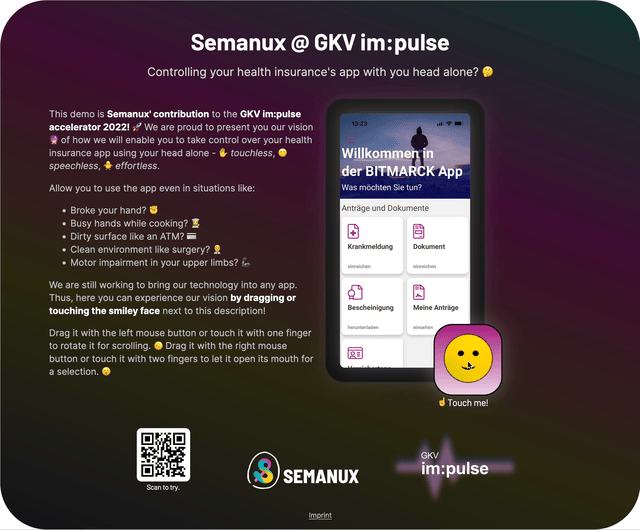 Semanux @ GKV im:pulse
Controlling your health insurance's app with you head alone? 🤔
This demo is Semanux' contribution to the GKV im:pulse
accelerator 2022! 🚀 We are proud to present you our vision
🔮 of how we will enable you to take control over your health
insurance app using your head alone - ✋ touchless, 😶
speechless, 🐥 effortless.
Allow you to use the app even in situations like:
• Broke your hand? ✊
• Busy hands while cooking? 👨‍🍳
• Dirty surface like an ATM? 💳
• Clean environment like surgery? 👩‍⚕️
• Motor impairment in your upper limbs? 🦾
We are still working to bring our technology into any app.
Thus, here you can experience our vision by dragging or
touching the smiley face next to this description!
Drag it with the left mouse button or touch it with one finger
to rotate it for scrolling. 😏 Drag it with the right mouse
button or touch it with two fingers to let it open its mouth for
a selection. 😮
13:23
Willkommen in
der BITMARCK App
Was möchten Sie tun?
Anträge und Dokumente
Krankmeldung
einreichen
Dokument
einreichen
Bescheinigung
herunterladen
Meine Anträge
einsehen
☝️Touch me!
Scan to try.
SEMANUX
GKV
im:pulse
Imprint